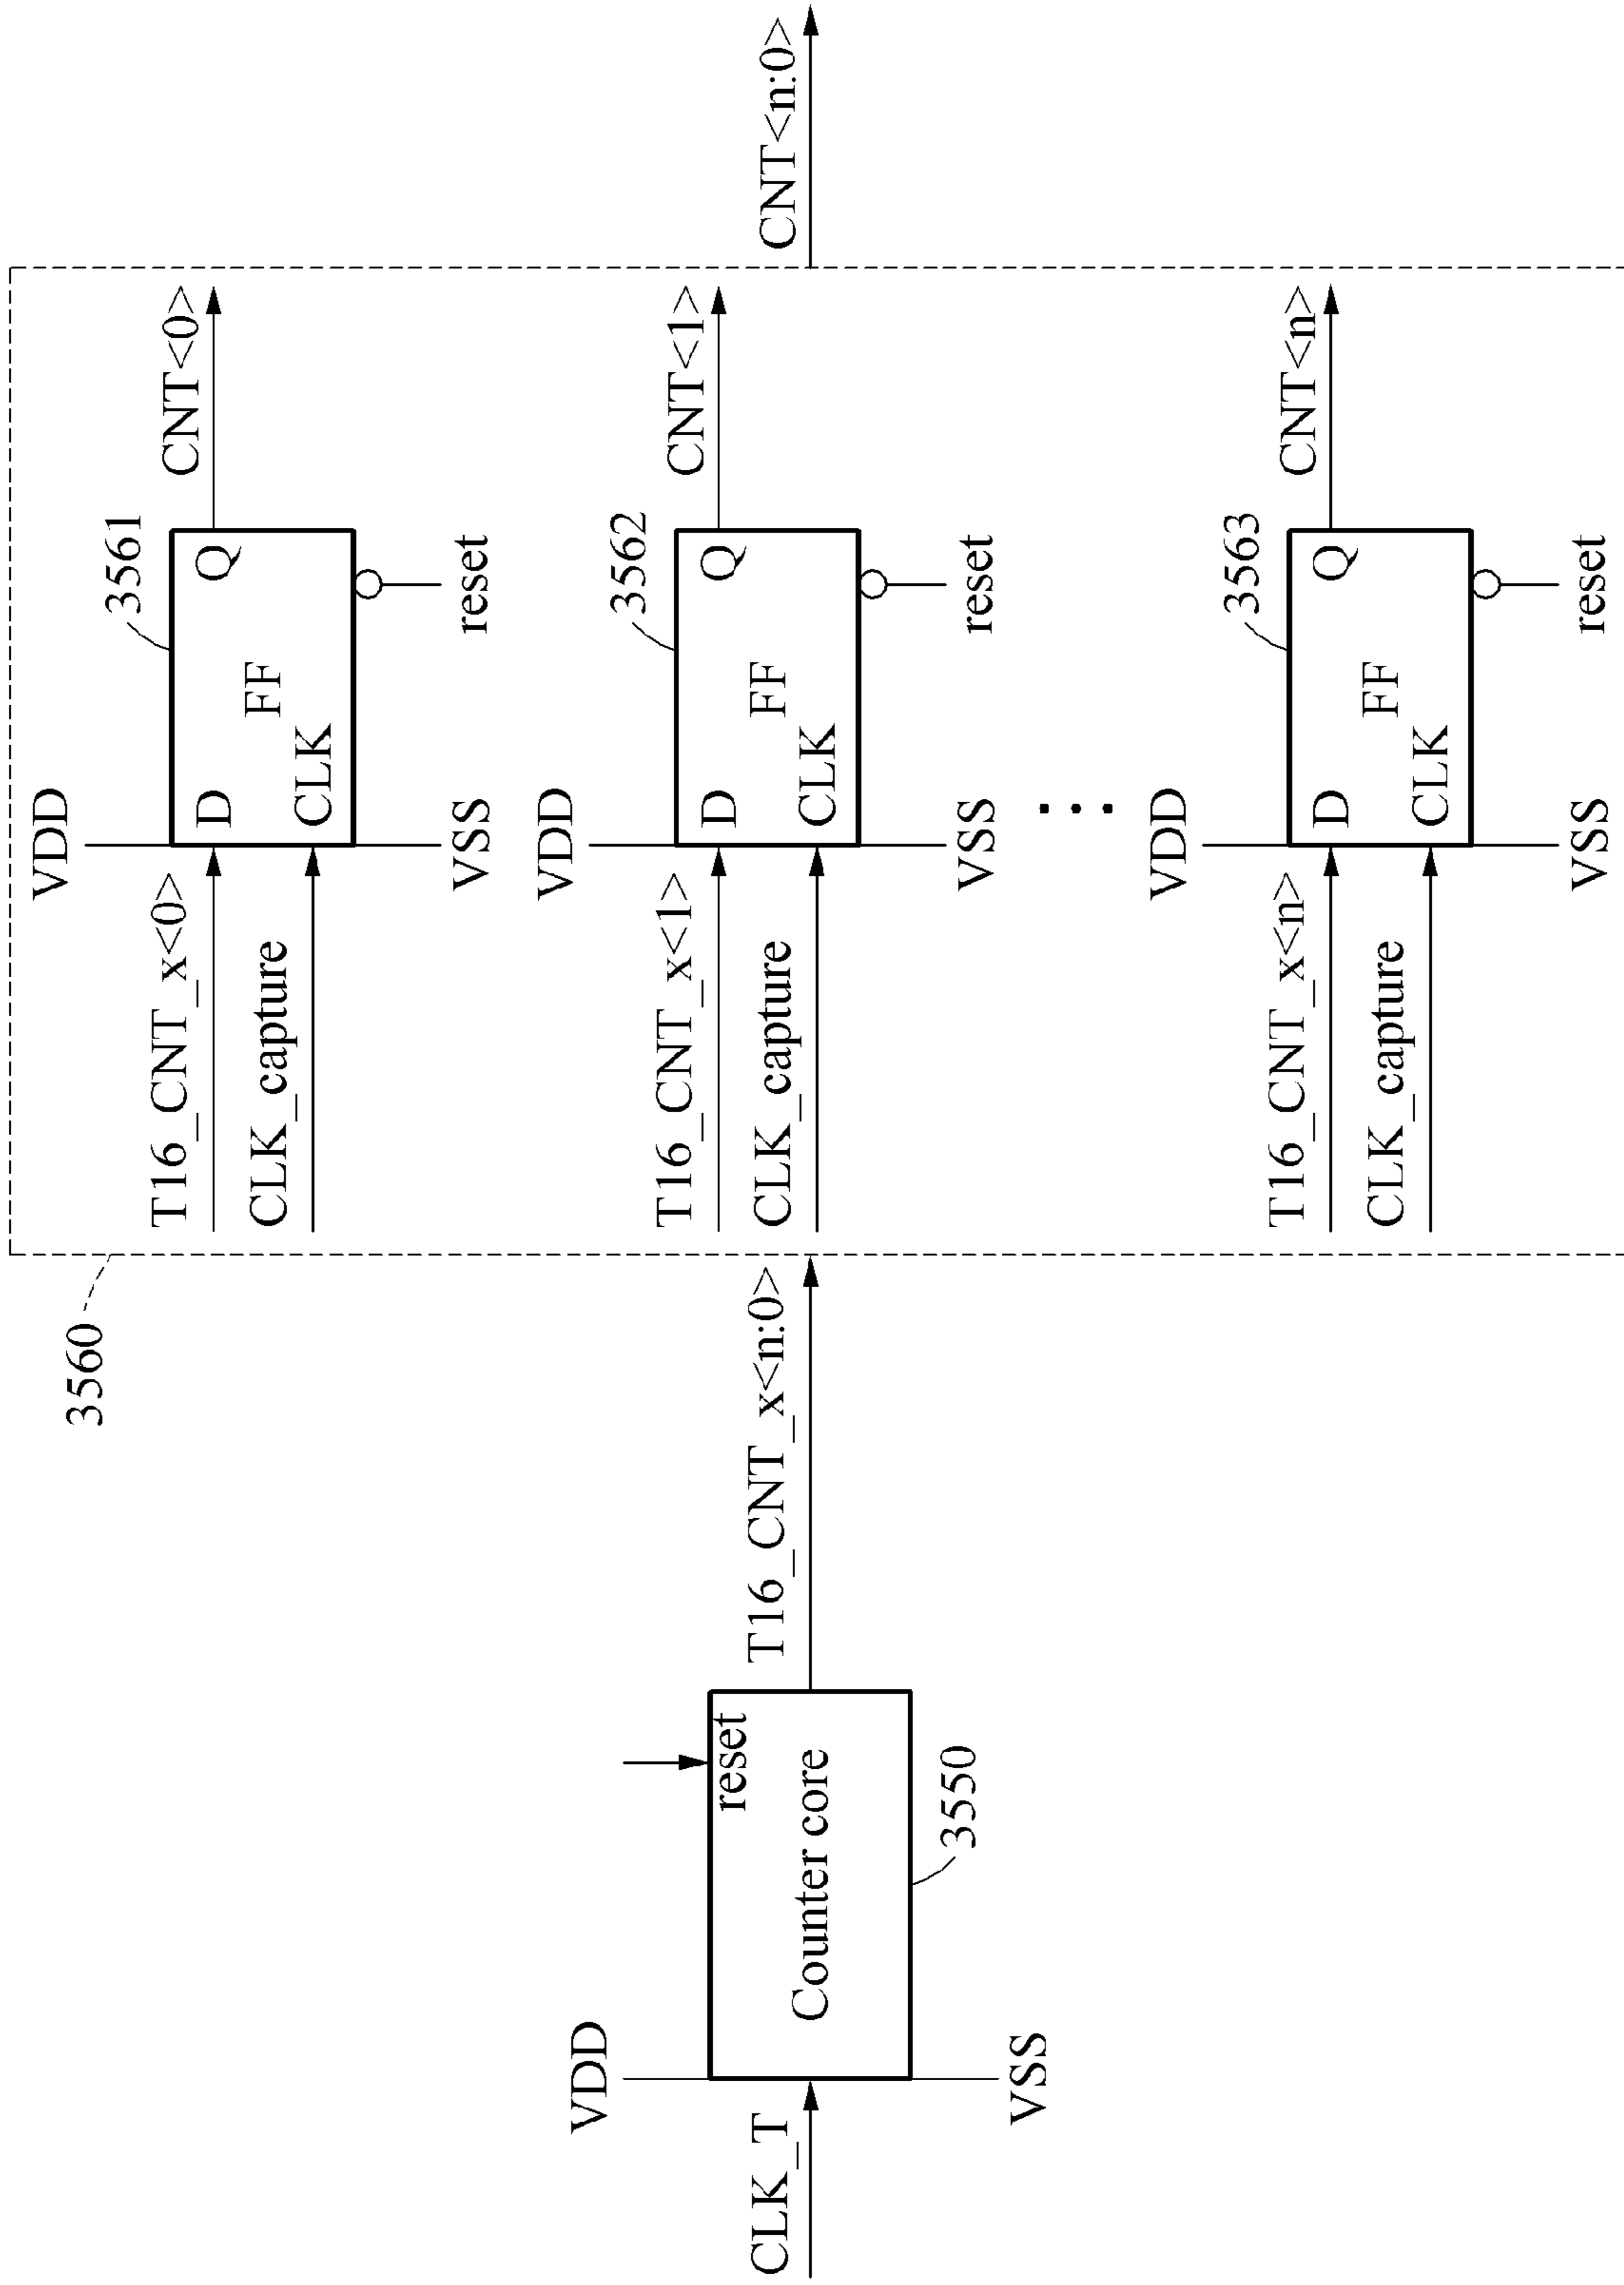 CLK_T
VDD
reset
Counter core
VSS
3550
T16_CNT_x<n:0>
3560
VDD
T16_CNT_x<0>
CLK_capture
D
Q
FF
CLK
3561
CNT<0>
VSS
reset
VDD
T16_CNT_x<1>
CLK_capture
D
Q
FF
CLK
3562
CNT<1>
VSS
reset
VDD
T16_CNT_x<n>
CLK_capture
D
Q
FF
CLK
3563
CNT<n>
VSS
reset
CNT<n:0>